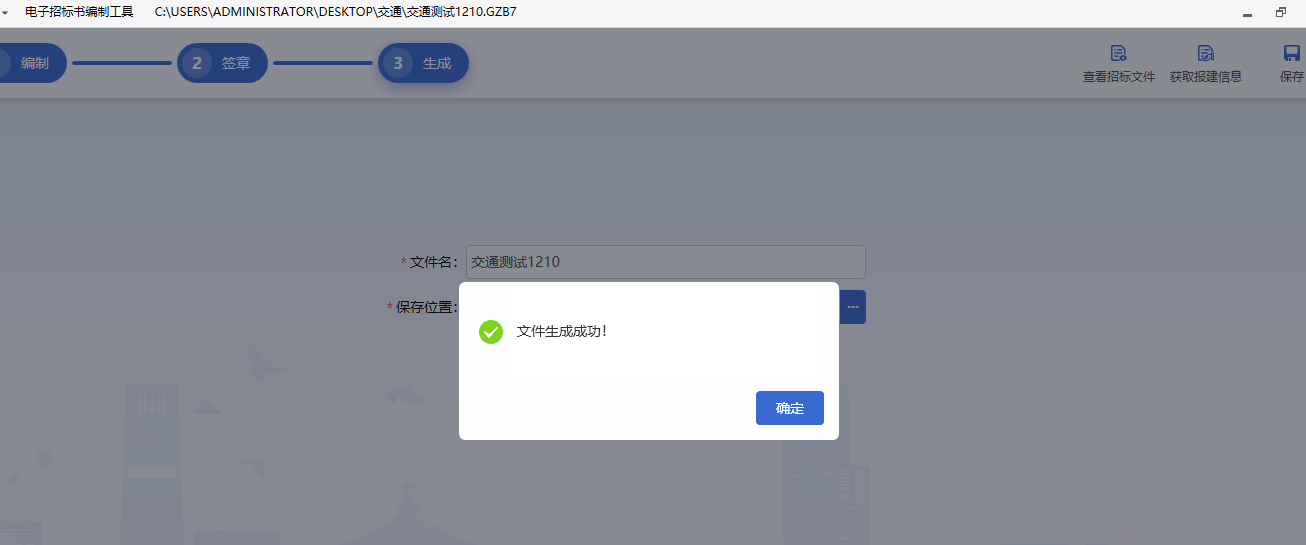 电子招标书编制工具 C:\USERS\ADMINISTRATOR\DESKTOP\交通\交通测试1210.GZB7
编制 2 签章 3 生成
查看招标文件 获取报建信息 保存
*文件名: 交通测试1210
*保存位置: ...
文件生成成功!
确定